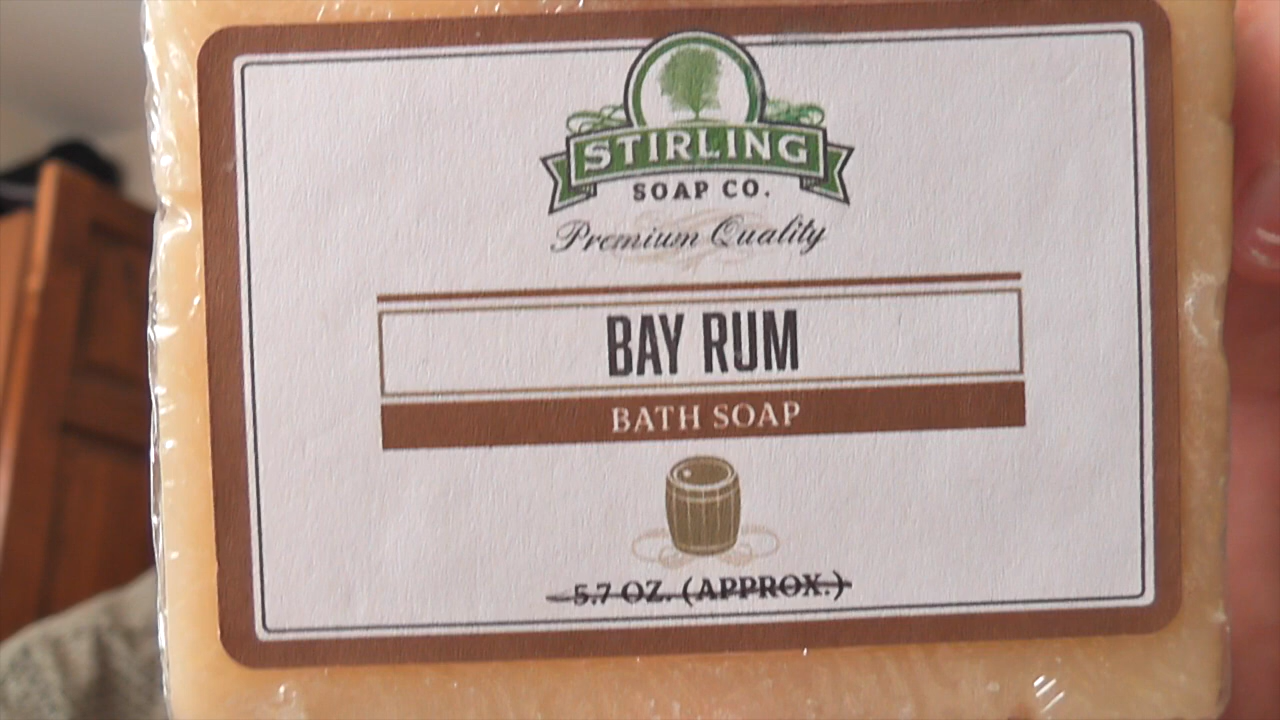 STIRLING
SOAP CO.
Premium Quality
BAY RUM
BATH SOAP
5.7 OZ. (APPROX.)